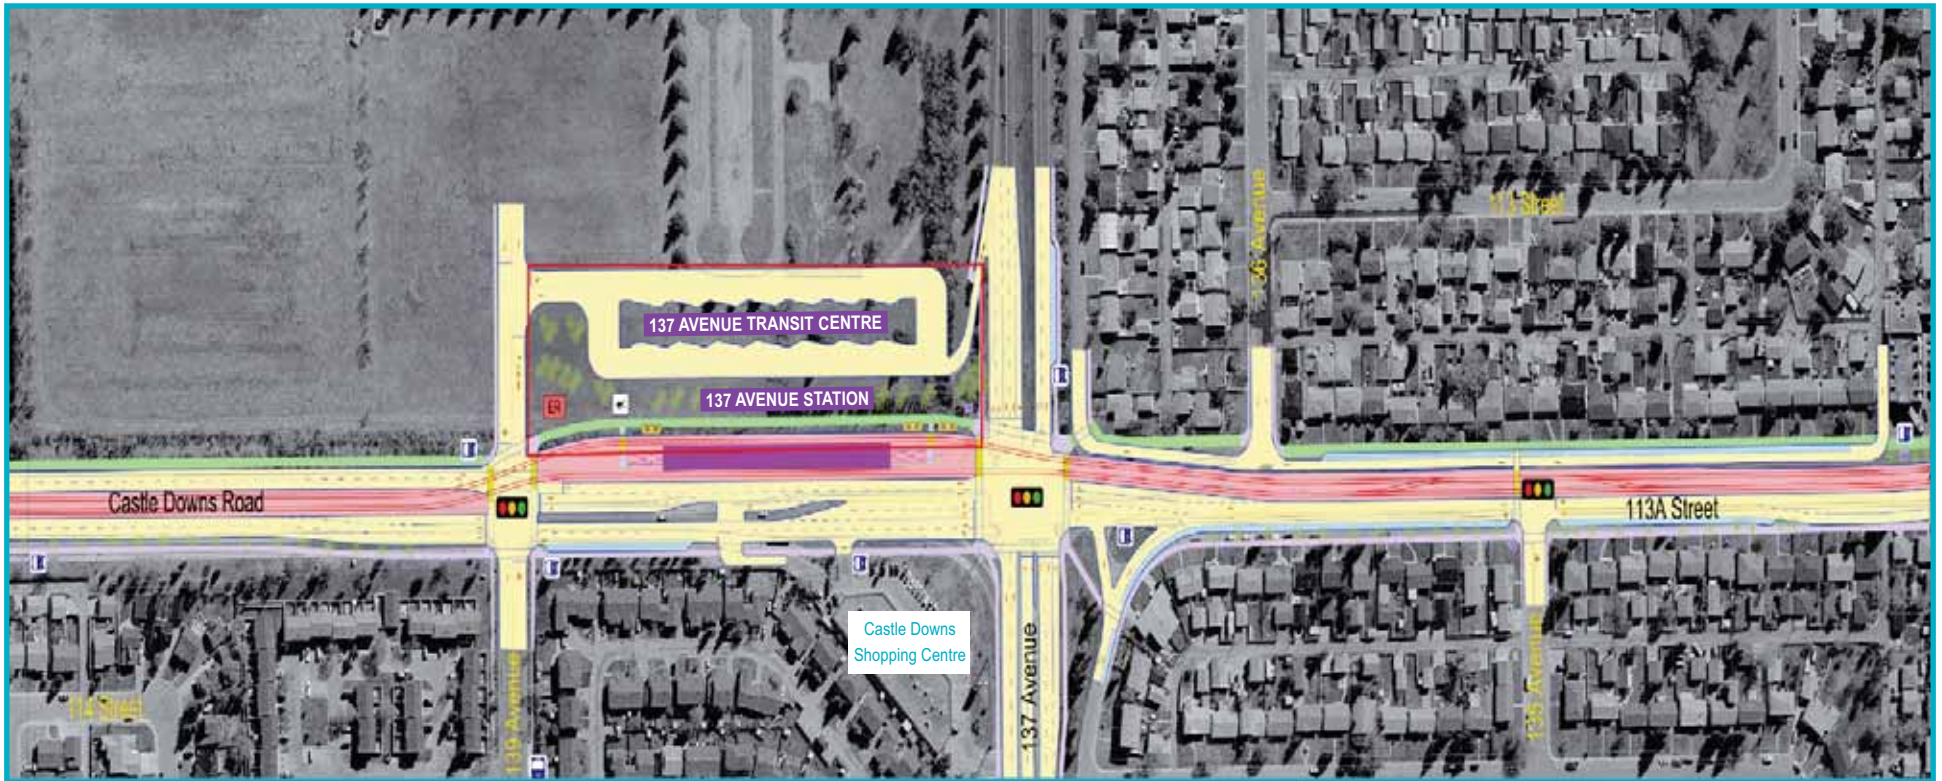 136 Avenue
113 Street
137 AVENUE TRANSIT CENTRE
137 AVENUE STATION
Castle Downs Road
113A Street
Castle Downs
Shopping Centre
137 Avenue
139 Avenue
135 Avenue
114 Street